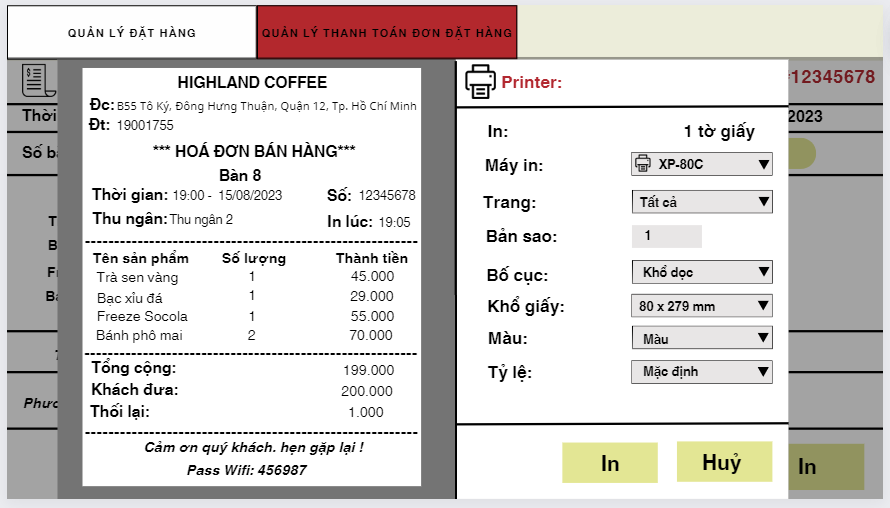 QUẢN LÝ ĐẶT HÀNG
QUẢN LÝ THANH TOÁN ĐƠN ĐẶT HÀNG
HIGHLAND COFFEE
Đc: B55 Tô Ký, Đông Hưng Thuận, Quận 12, Tp. Hồ Chí Minh
Đt: 19001755
*** HOÁ ĐƠN BÁN HÀNG***
Bàn 8
Thời gian: 19:00 - 15/08/2023 Số: 12345678
Thu ngân: Thu ngân 2 In lúc: 19:05
Tên sản phẩm Số lượng Thành tiền
Trà sen vàng 1 45.000
Bạc xỉu đá 1 29.000
Freeze Socola 1 55.000
Bánh phô mai 2 70.000
Tổng cộng: 199.000
Khách đưa: 200.000
Thối lại: 1.000
Cảm ơn quý khách. hẹn gặp lại !
Pass Wifi: 456987
Printer:
In: 1 tờ giấy
Máy in: XP-80C
Trang: Tất cả
Bản sao: 1
Bố cục: Khổ dọc
Khổ giấy: 80 x 279 mm
Màu: Màu
Tỷ lệ: Mặc định
In
Huỷ
12345678
Thời
2023
Số
In